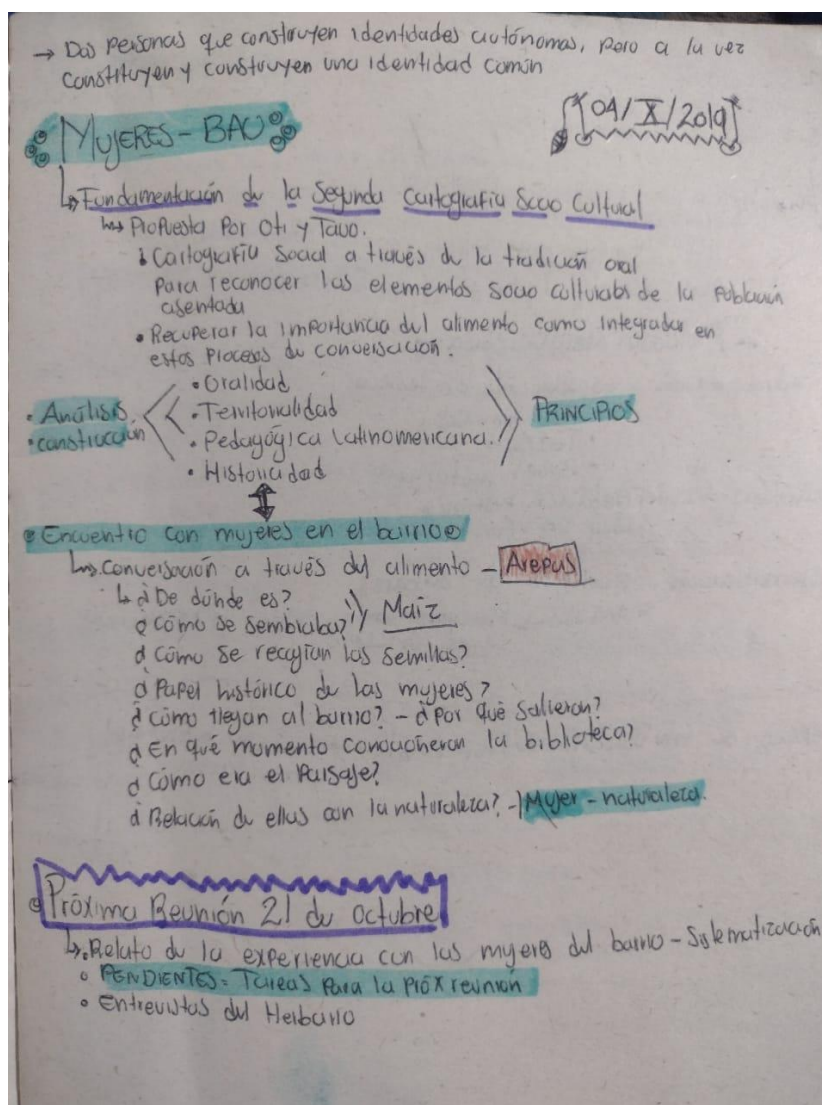 → Dos personas que construyen identidades autónomas, pero a la vez
constituyen y construyen una identidad común
MUJERES - BAU
[04/X/2019]
Fundamentación de la Segunda Cartografía Socio Cultural
Propuesta por Oti y Tavo.
Cartografía Social a través de la tradición oral
para reconocer los elementos socio culturales de la población
asentada
• Recuperar la importancia del alimento como integrador en
estos procesos de conversación.
• Oralidad
• Análisis • Territorialidad PRINCIPIOS
• construcción • Pedagógica Latinomericana.
• Historicidad
Encuentro con mujeres en el barrio
Conversación a través del alimento - Arepas
¿De dónde es?
¿Cómo se sembraba? Maíz
¿Cómo se recogían las semillas?
¿Papel histórico de las mujeres?
¿Cómo llegan al barrio? - ¿Por qué salieron?
¿En qué momento la biblioteca?
¿Cómo era el Paisaje?
¿Relación de ellas con la naturaleza? → Mujer - naturaleza.
Próxima Reunión 21 de octubre
Relato de la experiencia con las mujeres del barrio - Sistematización
• PENDIENTES = Tareas para la próx reunión
• Entrevistas del Herbario